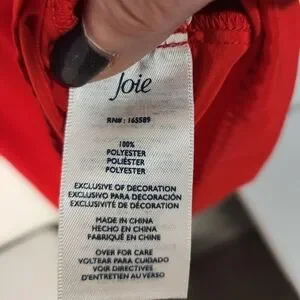 Joie
RN# : 165589
100%
POLYESTER
POLIÉSTER
POLYESTER
EXCLUSIVE OF DECORATION
EXCLUSIVO PARA DECORACIÓN
EXCLUSIVITÉ DE DÉCORATION
MADE IN CHINA
HECHO EN CHINA
FABRIQUÉ EN CHINE
OVER FOR CARE
VOLTEAR PARA CUIDADO
VOIR DIRECTIVES
D'ENTRETIEN AU VERSO